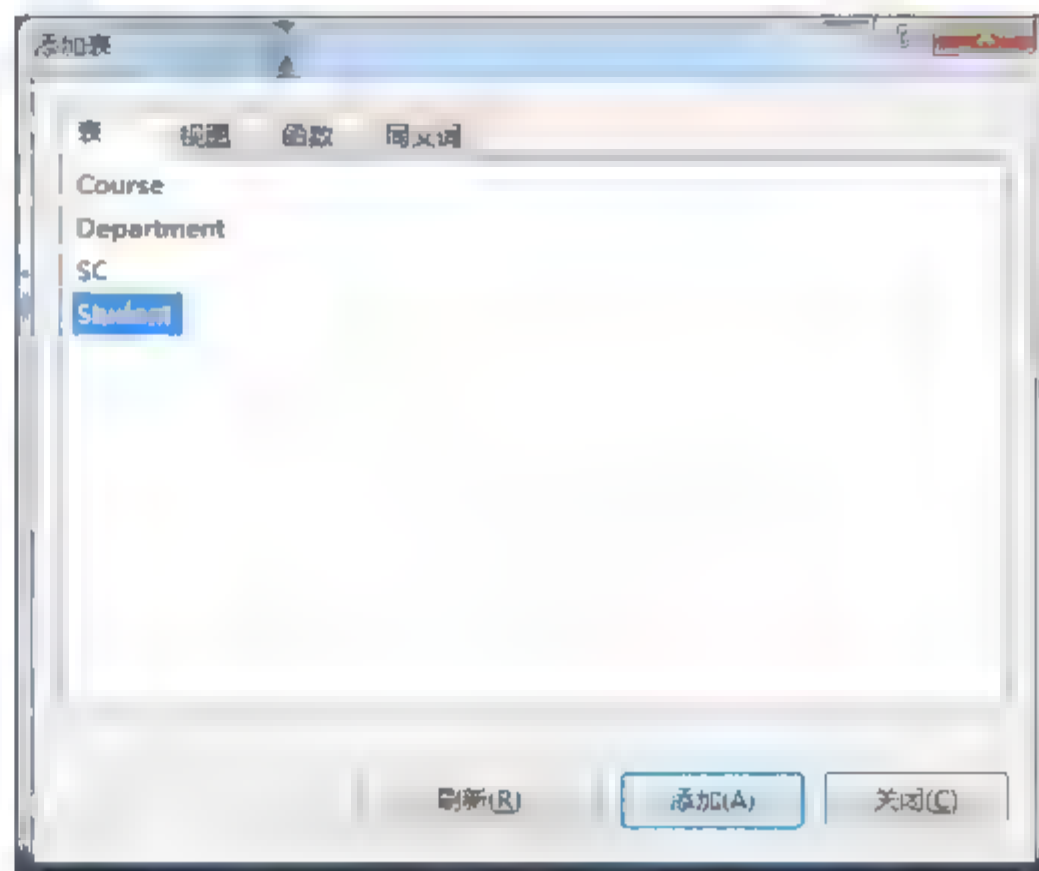 添加表
表 视图 函数 同义词
Course
Department
SC
Student
刷新(R) 添加(A) 关闭(C)